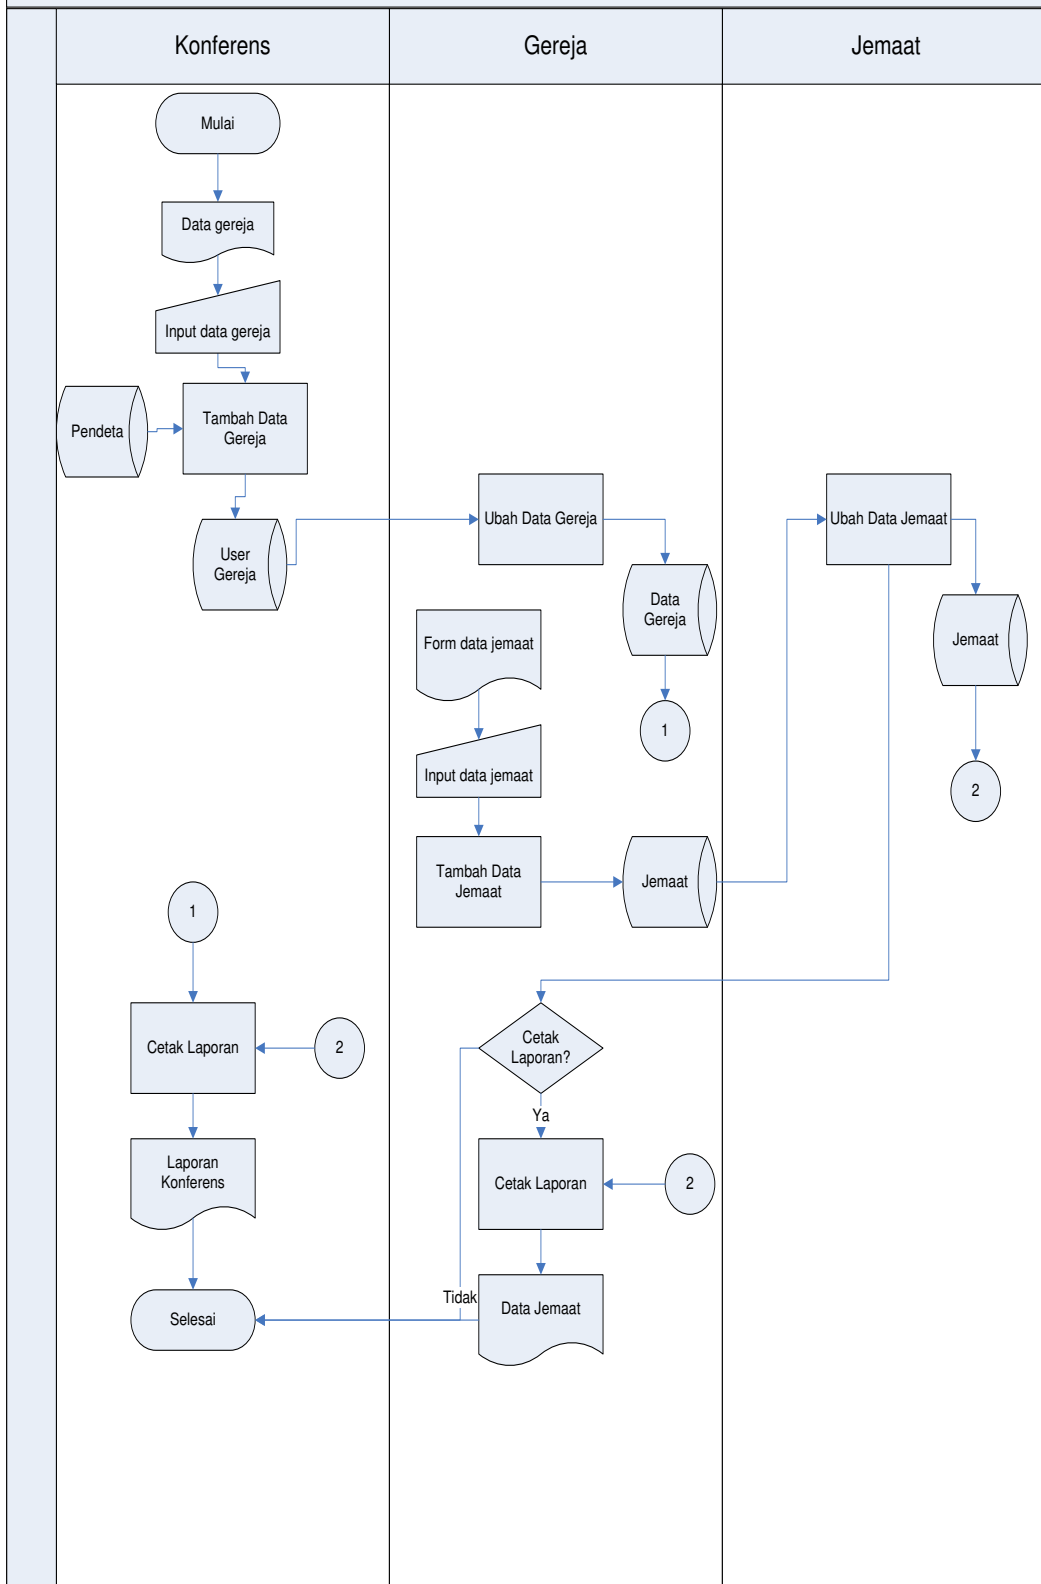 Konferens
Gereja
Jemaat
Mulai
Data gereja
Input data gereja
Pendeta
Tambah Data
Gereja
User
Gereja
Ubah Data Gereja
Data
Gereja
1
Form data jemaat
Input data jemaat
Tambah Data
Jemaat
Jemaat
Ubah Data Jemaat
Jemaat
2
1
Cetak Laporan
2
Laporan
Konferens
Selesai
Cetak
Laporan?
Ya
Cetak Laporan
2
Tidak
Data Jemaat